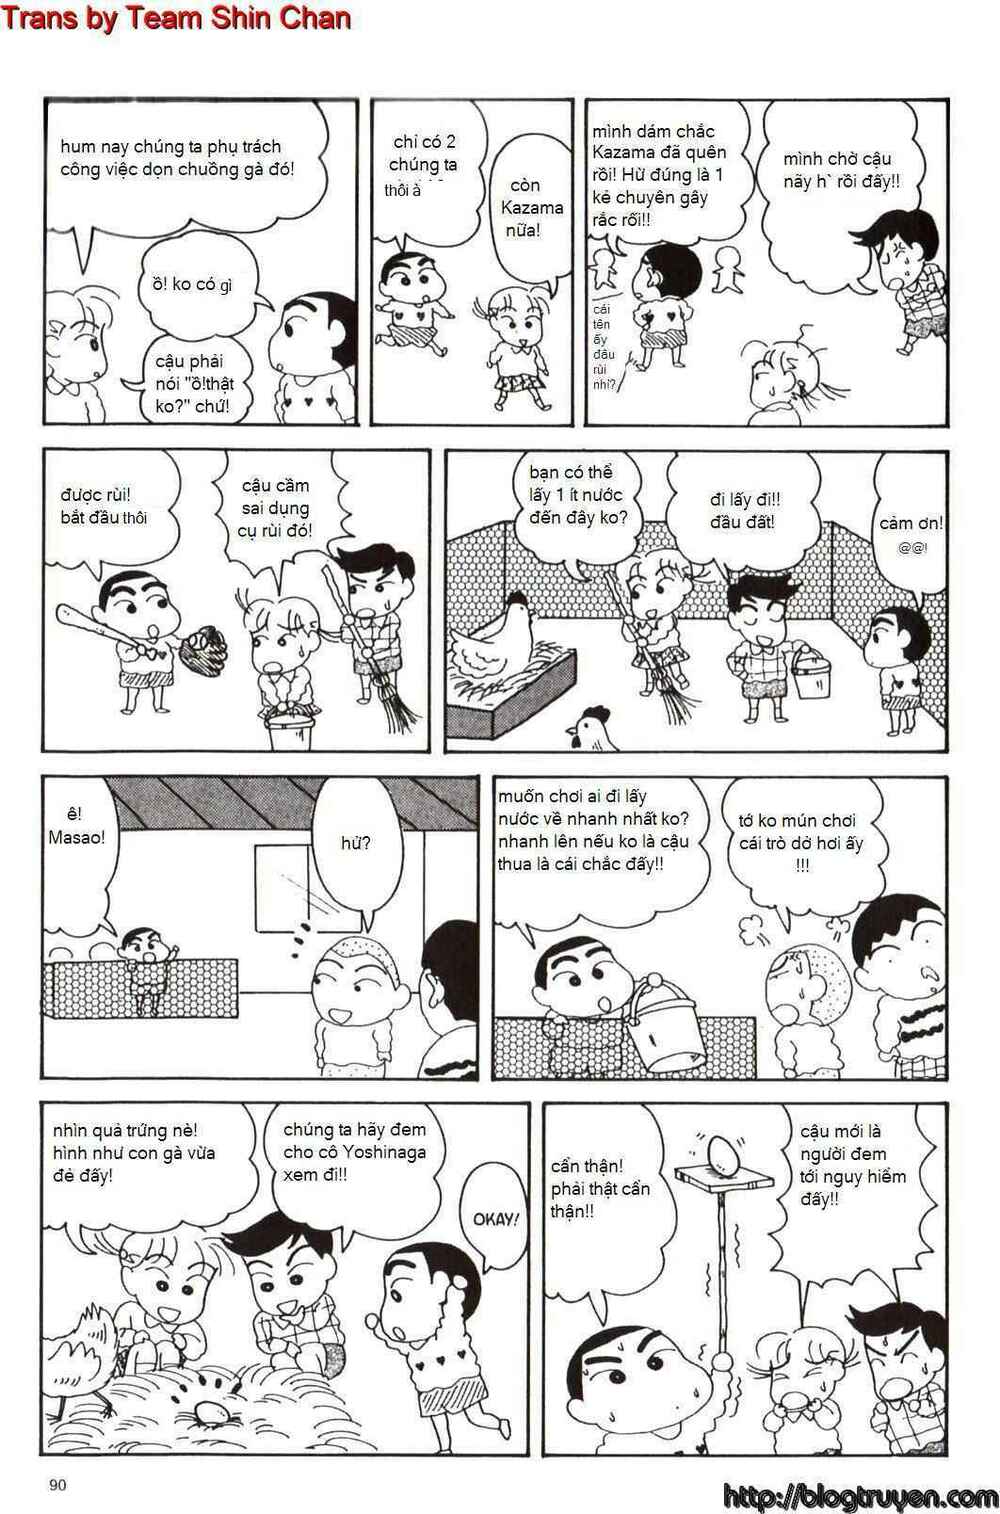 Trans by Team Shin Chan
hum nay chúng ta phụ trách
công việc dọn chuồng gà đó!
ồ! ko có gì
cậu phải
nói "ồ!thật
ko?" chứ!
chỉ có 2
chúng ta
thôi à
còn
Kazama
nữa!
mình dám chắc
Kazama đã quên
rồi! Hừ đúng là 1
kẻ chuyên gây
rắc rối!!
cái
tên
ấy
đâu
rùi
nhỉ?
mình chờ cậu
nãy h` rồi đấy!!
được rùi!
bắt đầu thôi
cậu cầm
sai dụng
cụ rùi đó!
bạn có thể
lấy 1 ít nước
đến đây ko?
đi lấy đi!!
đầu đất!
cảm ơn!
@@!
ê!
Masao!
hử?
muốn chơi ai đi lấy
nước về nhanh nhất ko?
nhanh lên nếu ko là cậu
thua là cái chắc đấy!!
tớ ko mún chơi
cái trò dở hơi ấy
!!!
nhìn quả trứng nè!
hình như con gà vừa
đẻ đấy!
chúng ta hãy đem
cho cô Yoshinaga
xem đi!!
OKAY!
cẩn thận!
phải thật cẩn
thận!!
cậu mới là
người đem
tới nguy hiểm
đấy!!
90
http://blogtruyen.com/